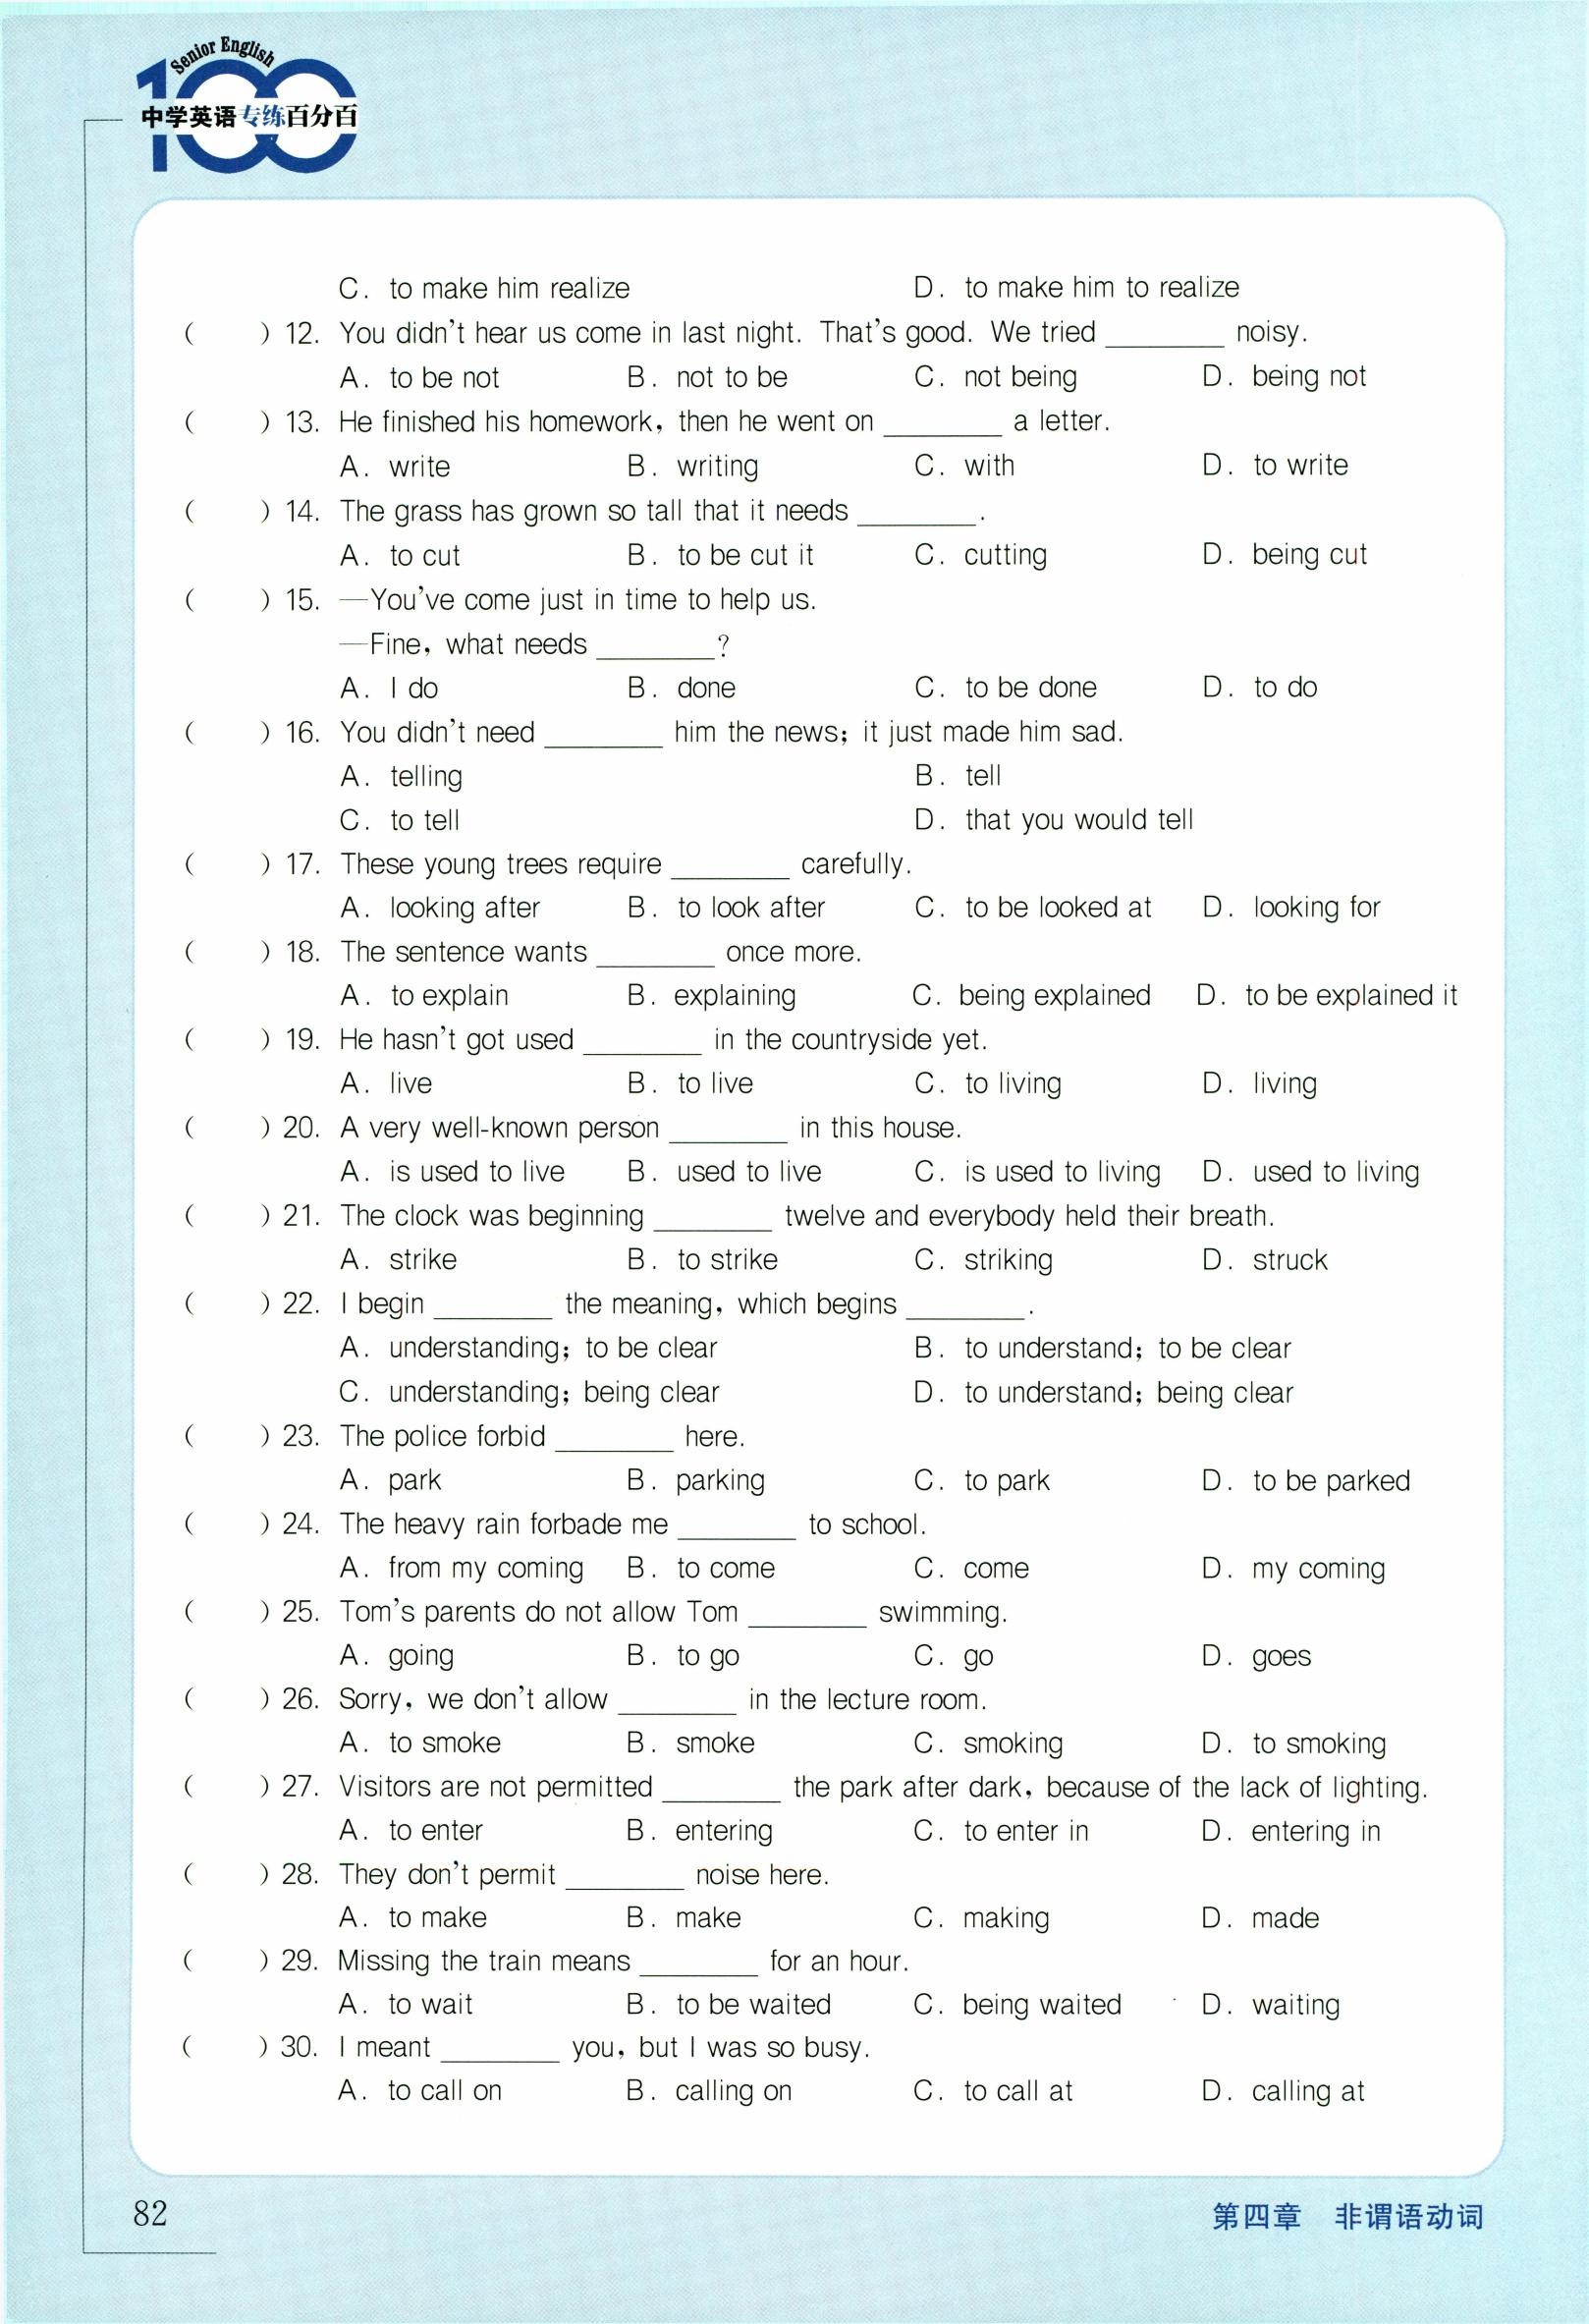 Senior English
100
中学英语专练百分百
C. to make him realize D. to make him to realize
( ) 12. You didn't hear us come in last night. That's good. We tried ________ noisy.
A. to be not B. not to be C. not being D. being not
( ) 13. He finished his homework, then he went on ________ a letter.
A. write B. writing C. with D. to write
( ) 14. The grass has grown so tall that it needs ________.
A. to cut B. to be cut it C. cutting D. being cut
( ) 15. —You've come just in time to help us.
—Fine, what needs ________?
A. I do B. done C. to be done D. to do
( ) 16. You didn't need ________ him the news; it just made him sad.
A. telling B. tell
C. to tell D. that you would tell
( ) 17. These young trees require ________ carefully.
A. looking after B. to look after C. to be looked at D. looking for
( ) 18. The sentence wants ________ once more.
A. to explain B. explaining C. being explained D. to be explained it
( ) 19. He hasn't got used ________ in the countryside yet.
A. live B. to live C. to living D. living
( ) 20. A very well-known person ________ in this house.
A. is used to live B. used to live C. is used to living D. used to living
( ) 21. The clock was beginning ________ twelve and everybody held their breath.
A. strike B. to strike C. striking D. struck
( ) 22. I begin ________ the meaning, which begins ________.
A. understanding; to be clear B. to understand; to be clear
C. understanding; being clear D. to understand; being clear
( ) 23. The police forbid ________ here.
A. park B. parking C. to park D. to be parked
( ) 24. The heavy rain forbade me ________ to school.
A. from my coming B. to come C. come D. my coming
( ) 25. Tom's parents do not allow Tom ________ swimming.
A. going B. to go C. go D. goes
( ) 26. Sorry, we don't allow ________ in the lecture room.
A. to smoke B. smoke C. smoking D. to smoking
( ) 27. Visitors are not permitted ________ the park after dark, because of the lack of lighting.
A. to enter B. entering C. to enter in D. entering in
( ) 28. They don't permit ________ noise here.
A. to make B. make C. making D. made
( ) 29. Missing the train means ________ for an hour.
A. to wait B. to be waited C. being waited D. waiting
( ) 30. I meant ________ you, but I was so busy.
A. to call on B. calling on C. to call at D. calling at
82 第四章 非谓语动词